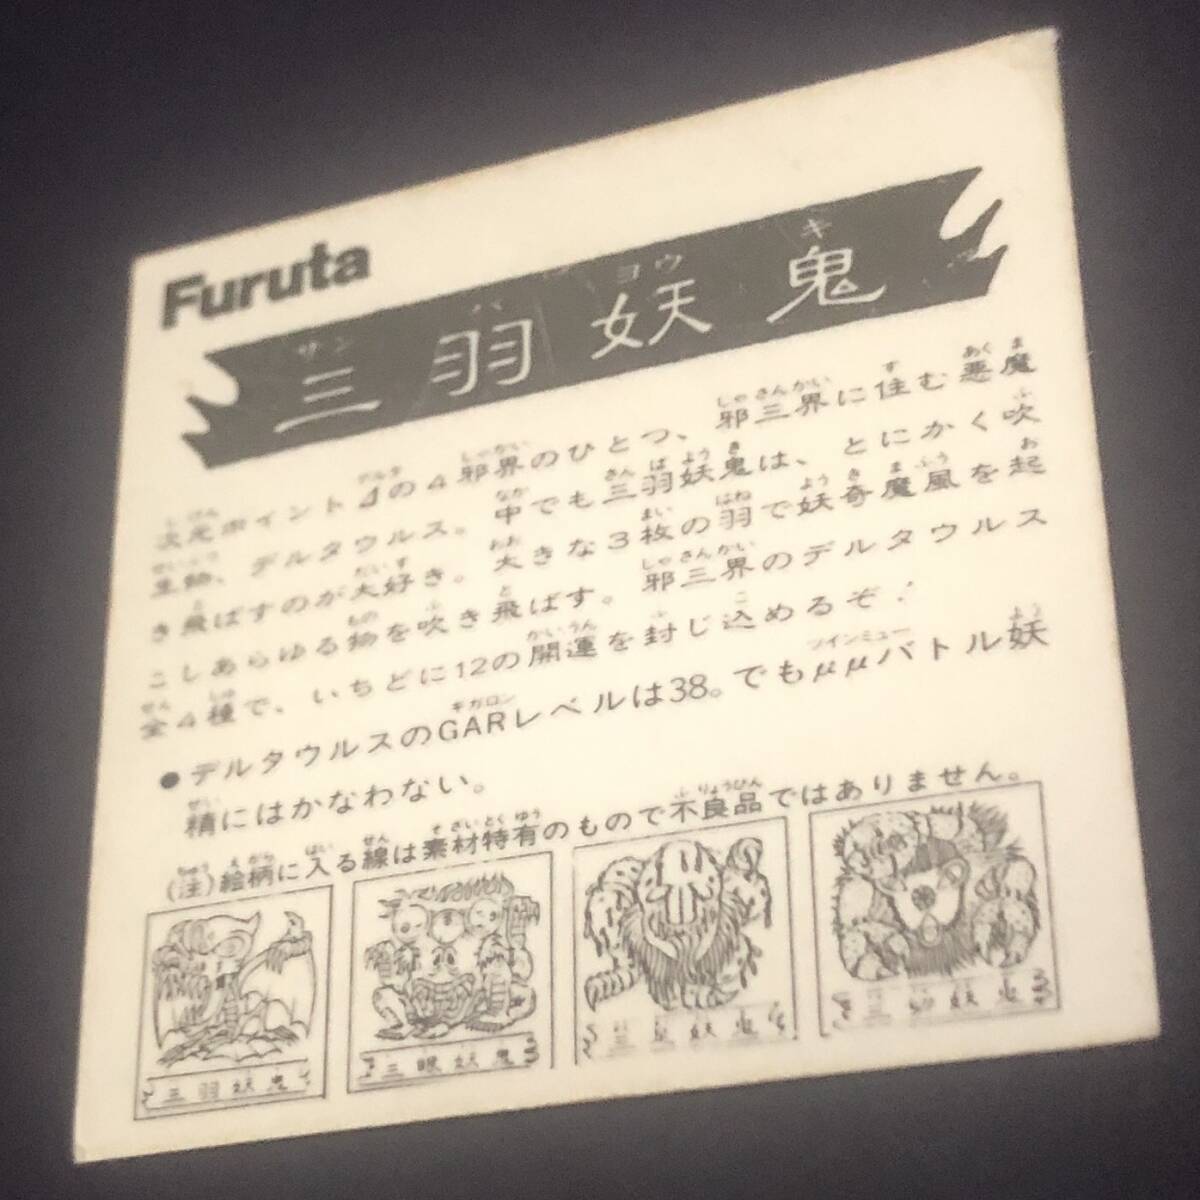 Furuta
三羽妖鬼
サン バ ヨウ キ
次元ポイントΔの4邪界のひとつ、邪三界に住む悪魔
生物、デルタウルス。中でも三羽妖鬼は、とにかく吹
き飛ばすのが大好き。大きな3枚の羽で妖奇魔風を起
こしあらゆる物を吹き飛ばす。邪三界のデルタウルス
全4種で、いちどに12の開運を封じ込めるぞ!
●デルタウルスのGARレベルは38。でもμμバトル妖
精にはかなわない。
(注)絵柄に入る線は素材特有のもので不良品ではありません。
三羽妖鬼 三眼妖鬼